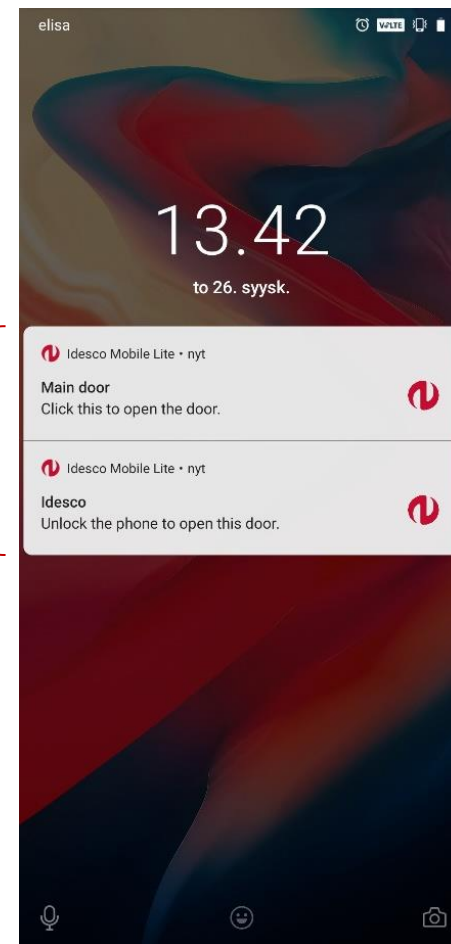 elisa
VoLTE
13.42
to 26. syysk.
Idesco Mobile Lite • nyt
Main door
Click this to open the door.
Idesco Mobile Lite • nyt
Idesco
Unlock the phone to open this door.